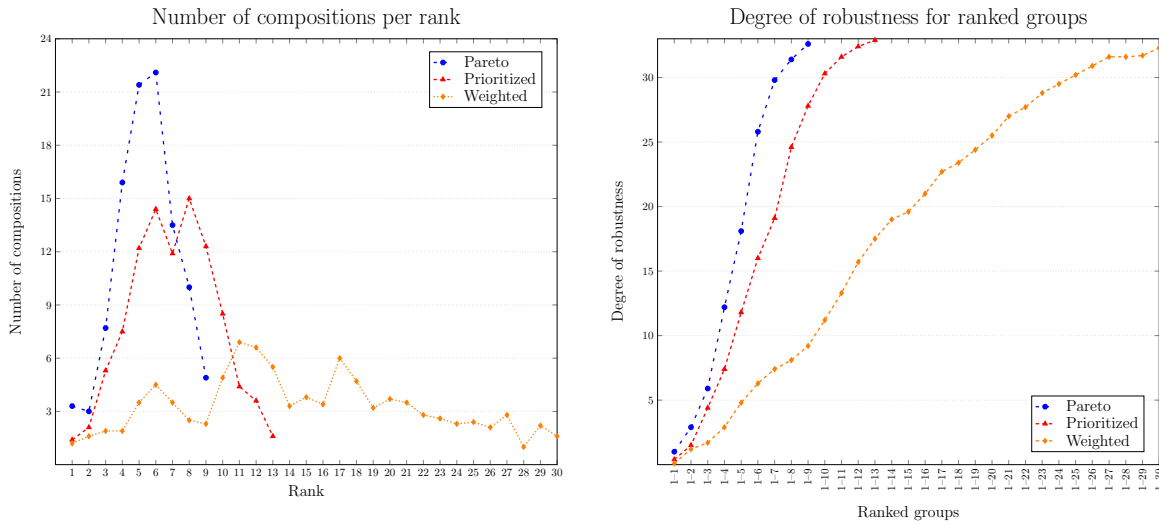 Number of compositions per rank
24
21
18
15
12
9
6
3
Number of compositions
Pareto
Prioritized
Weighted
1 2 3 4 5 6 7 8 9 10 11 12 13 14 15 16 17 18 19 20 21 22 23 24 25 26 27 28 29 30
Rank
Degree of robustness for ranked groups
30
25
20
15
10
5
Degree of robustness
Pareto
Prioritized
Weighted
1–1 1–2 1–3 1–4 1–5 1–6 1–7 1–8 1–9 1–10 1–11 1–12 1–13 1–14 1–15 1–16 1–17 1–18 1–19 1–20 1–21 1–22 1–23 1–24 1–25 1–26 1–27 1–28 1–29 1–30
Ranked groups